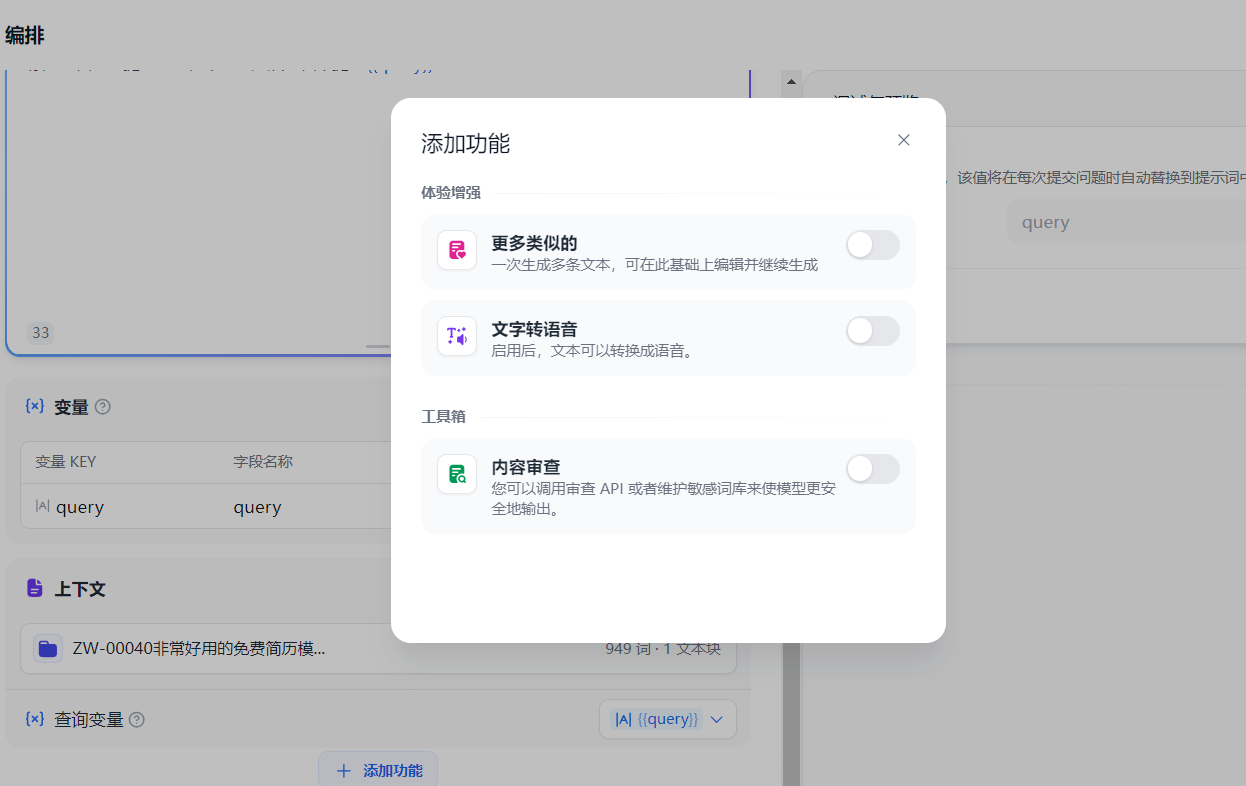 编排
33
变量
变量 KEY 字段名称
query query
上下文
ZW-00040非常好用的免费简历模...
949 词 · 1 文本块
查询变量
{{query}}
添加功能
添加功能
体验增强
更多类似的
一次生成多条文本，可在此基础上编辑并继续生成
文字转语音
启用后，文本可以转换成语音。
工具箱
内容审查
您可以调用审查 API 或者维护敏感词库来使模型更安
全地输出。
该值将在每次提交问题时自动替换到提示词中
query